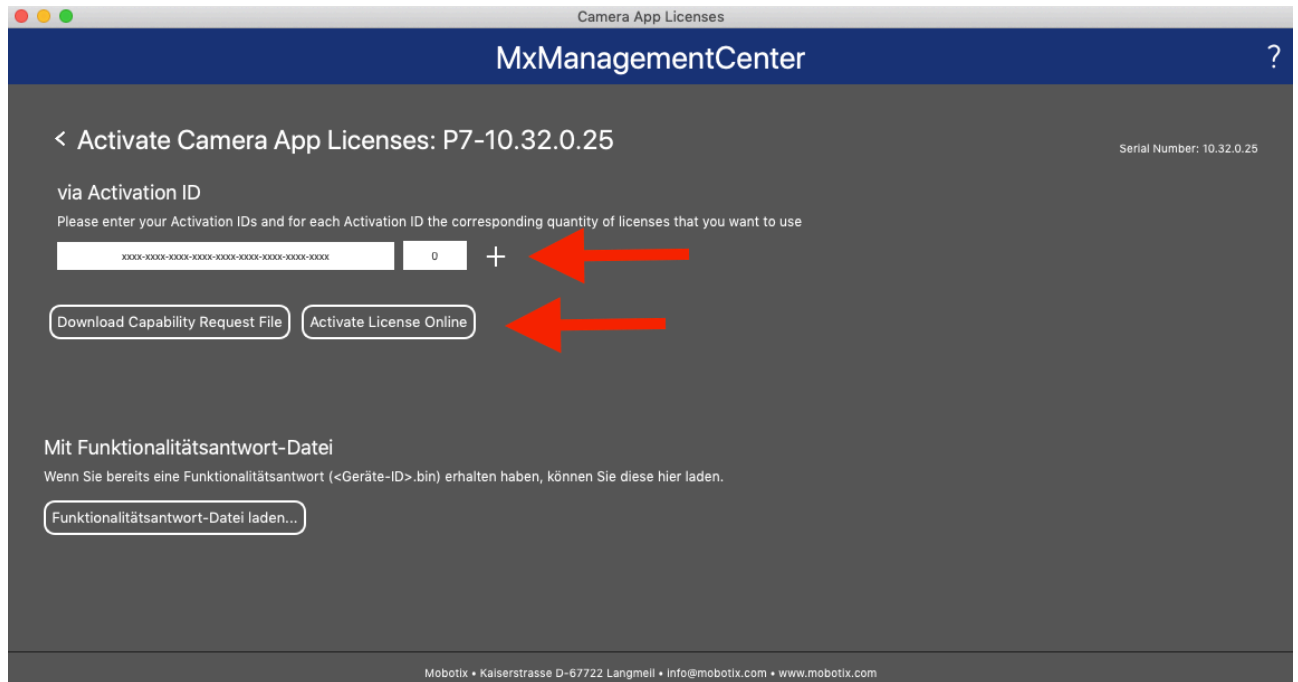 Camera App Licenses
MxManagementCenter
?
< Activate Camera App Licenses: P7-10.32.0.25
Serial Number: 10.32.0.25
via Activation ID
Please enter your Activation IDs and for each Activation ID the corresponding quantity of licenses that you want to use
xxxx-xxxx-xxxx-xxxx-xxxx-xxxx-xxxx-xxxx-xxxx 0 +
Download Capability Request File Activate License Online
Mit Funktionalitätsantwort-Datei
Wenn Sie bereits eine Funktionalitätsantwort (<Geräte-ID>.bin) erhalten haben, können Sie diese hier laden.
Funktionalitätsantwort-Datei laden...
Mobotix • Kaiserstrasse D-67722 Langmeil • info@mobotix.com • www.mobotix.com